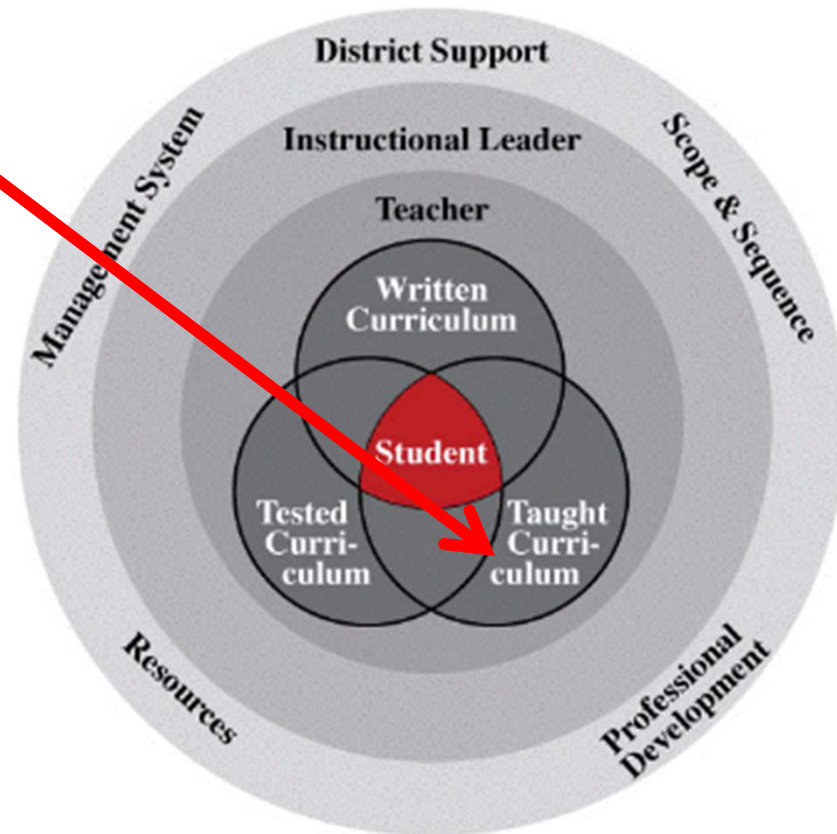 District Support
Management System
Scope & Sequence
Instructional Leader
Teacher
Written
Curriculum
Student
Tested
Curri-
culum
Taught
Curri-
culum
Resources
Professional
Development